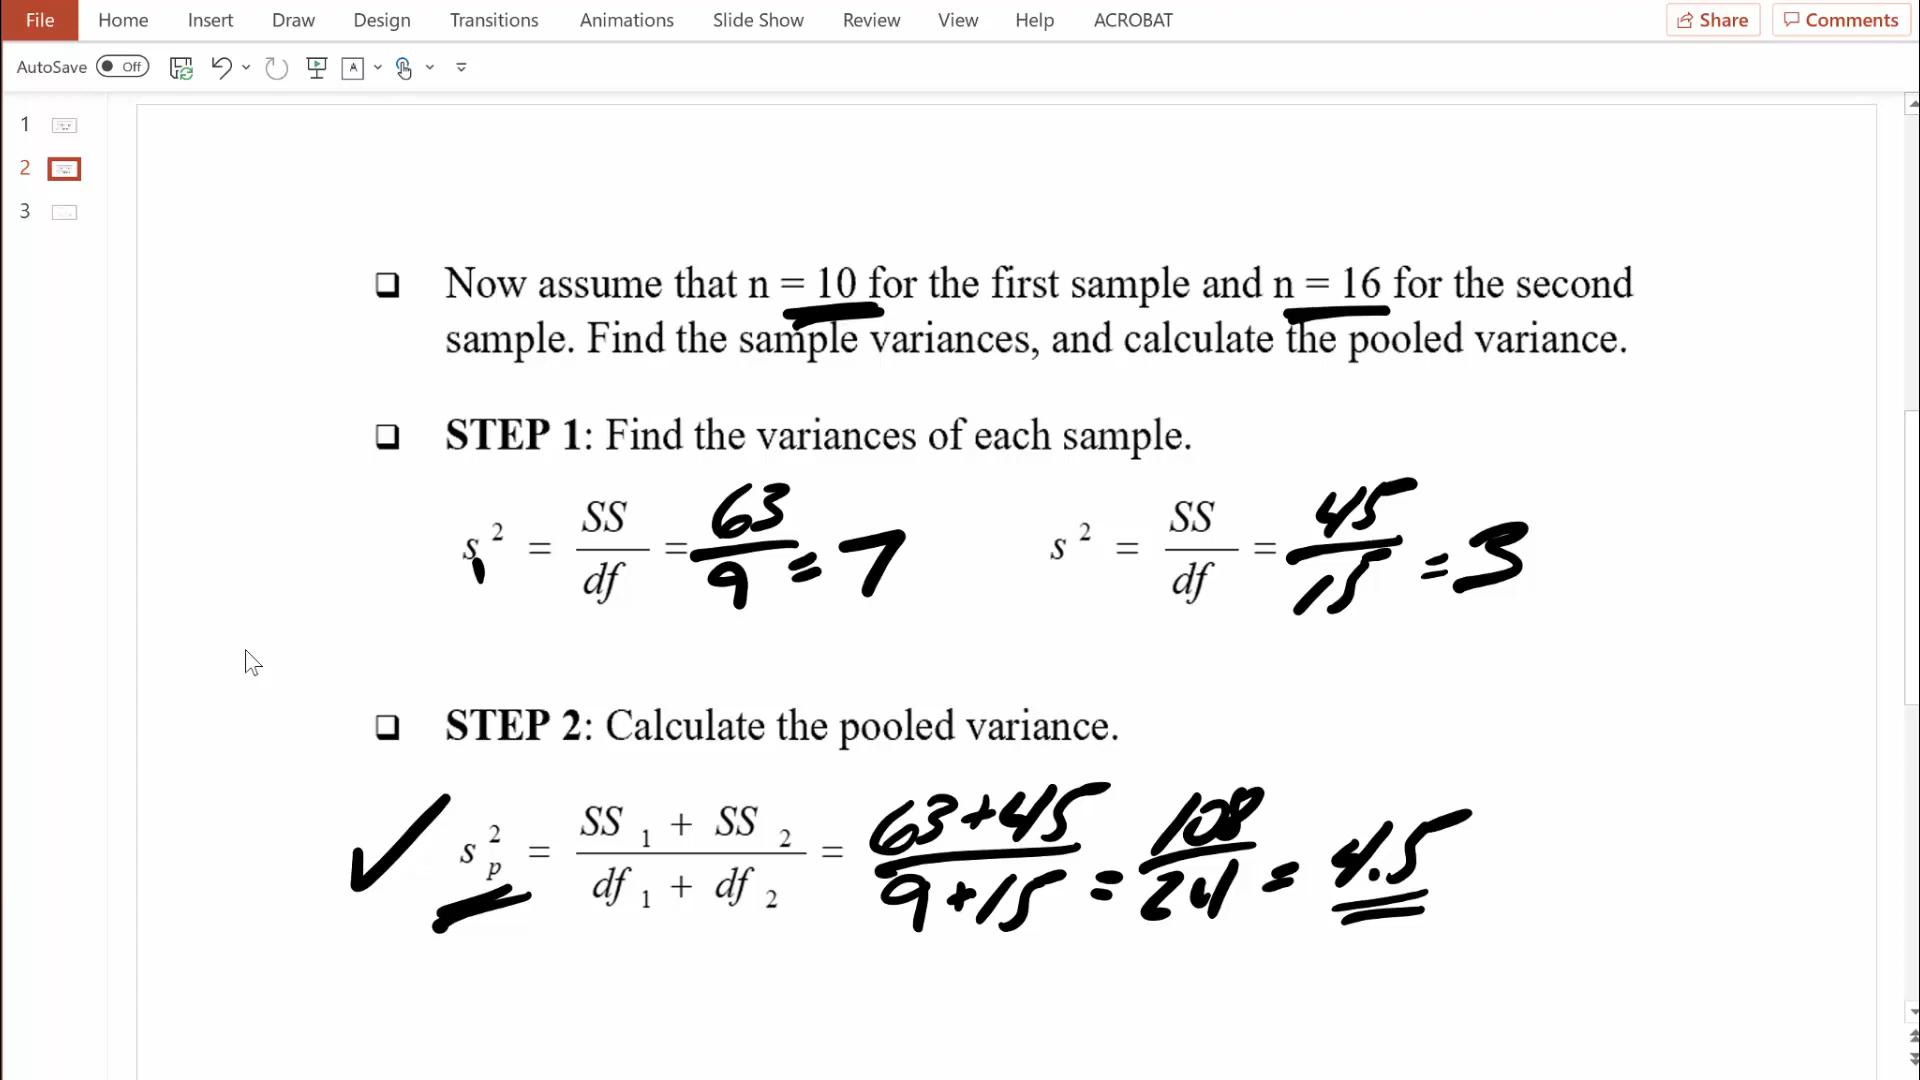 File Home Insert Draw Design Transitions Animations Slide Show Review View Help ACROBAT Share Comments
AutoSave Off A
1
2
3
Now assume that n = 10 for the first sample and n = 16 for the second
sample. Find the sample variances, and calculate the pooled variance.
STEP 1: Find the variances of each sample.
s₁² = SS/df = 63/9 = 7 s² = SS/df = 45/15 = 3
STEP 2: Calculate the pooled variance.
✓ sₚ² = (SS₁ + SS₂)/(df₁ + df₂) = 63+45/9+15 = 108/24 = 4.5